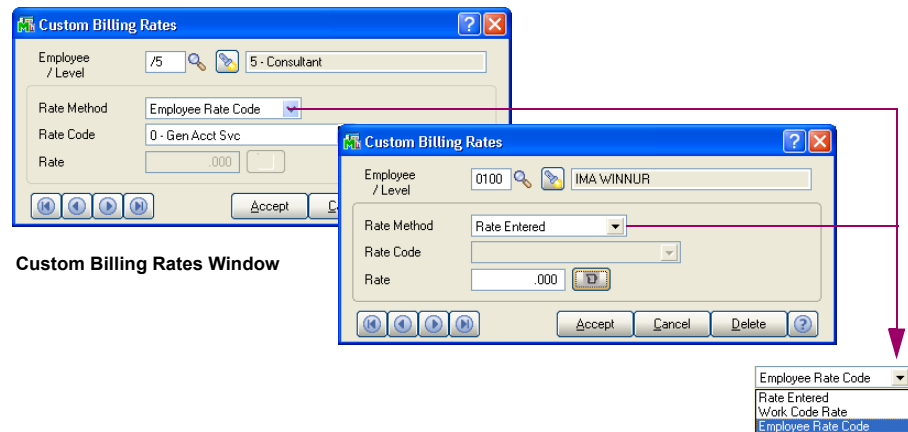 Custom Billing Rates
Employee
/ Level
/5
5 - Consultant
Rate Method
Employee Rate Code
Rate Code
0 - Gen Acct Svc
Rate
.000
Accept
Custom Billing Rates Window
Custom Billing Rates
Employee
/ Level
0100
IMA WINNUR
Rate Method
Rate Entered
Rate Code
Rate
.000
Accept
Cancel
Delete
Employee Rate Code
Rate Entered
Work Code Rate
Employee Rate Code